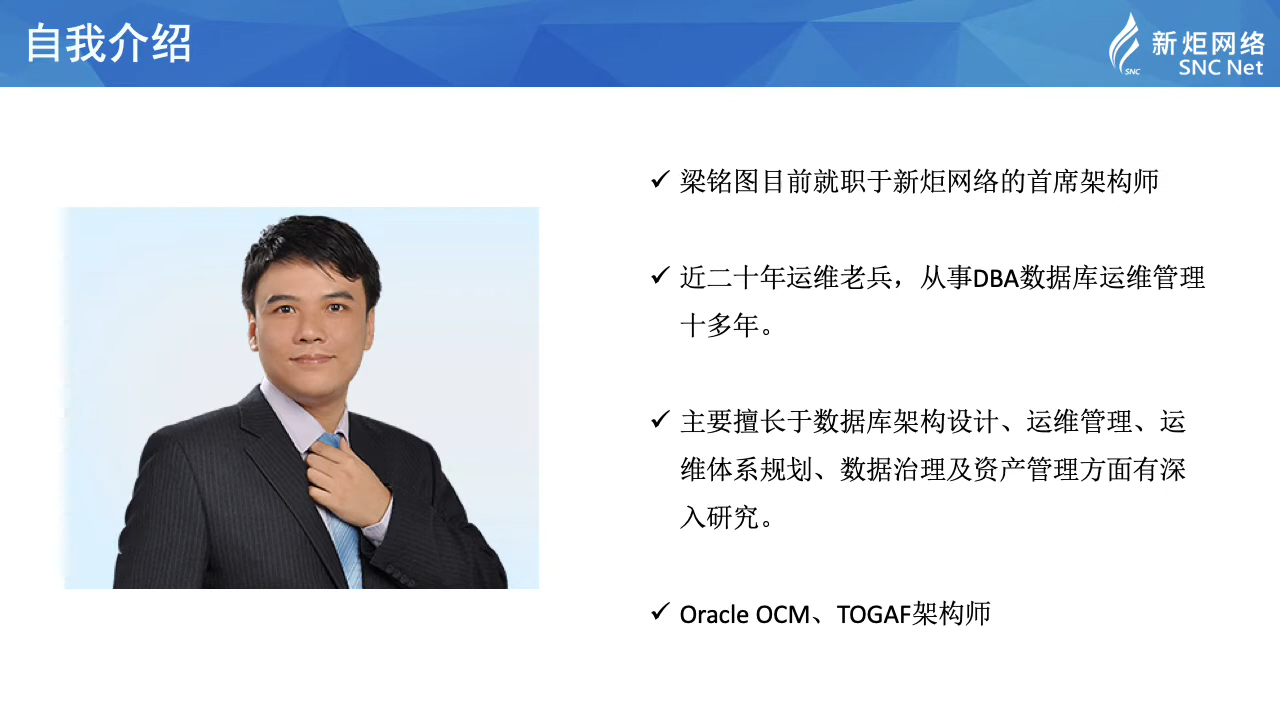 自我介绍
新炬网络
SNC Net
SNC
梁铭图目前就职于新炬网络的首席架构师
近二十年运维老兵，从事DBA数据库运维管理
十多年。
主要擅长于数据库架构设计、运维管理、运
维体系规划、数据治理及资产管理方面有深
入研究。
Oracle OCM、TOGAF架构师